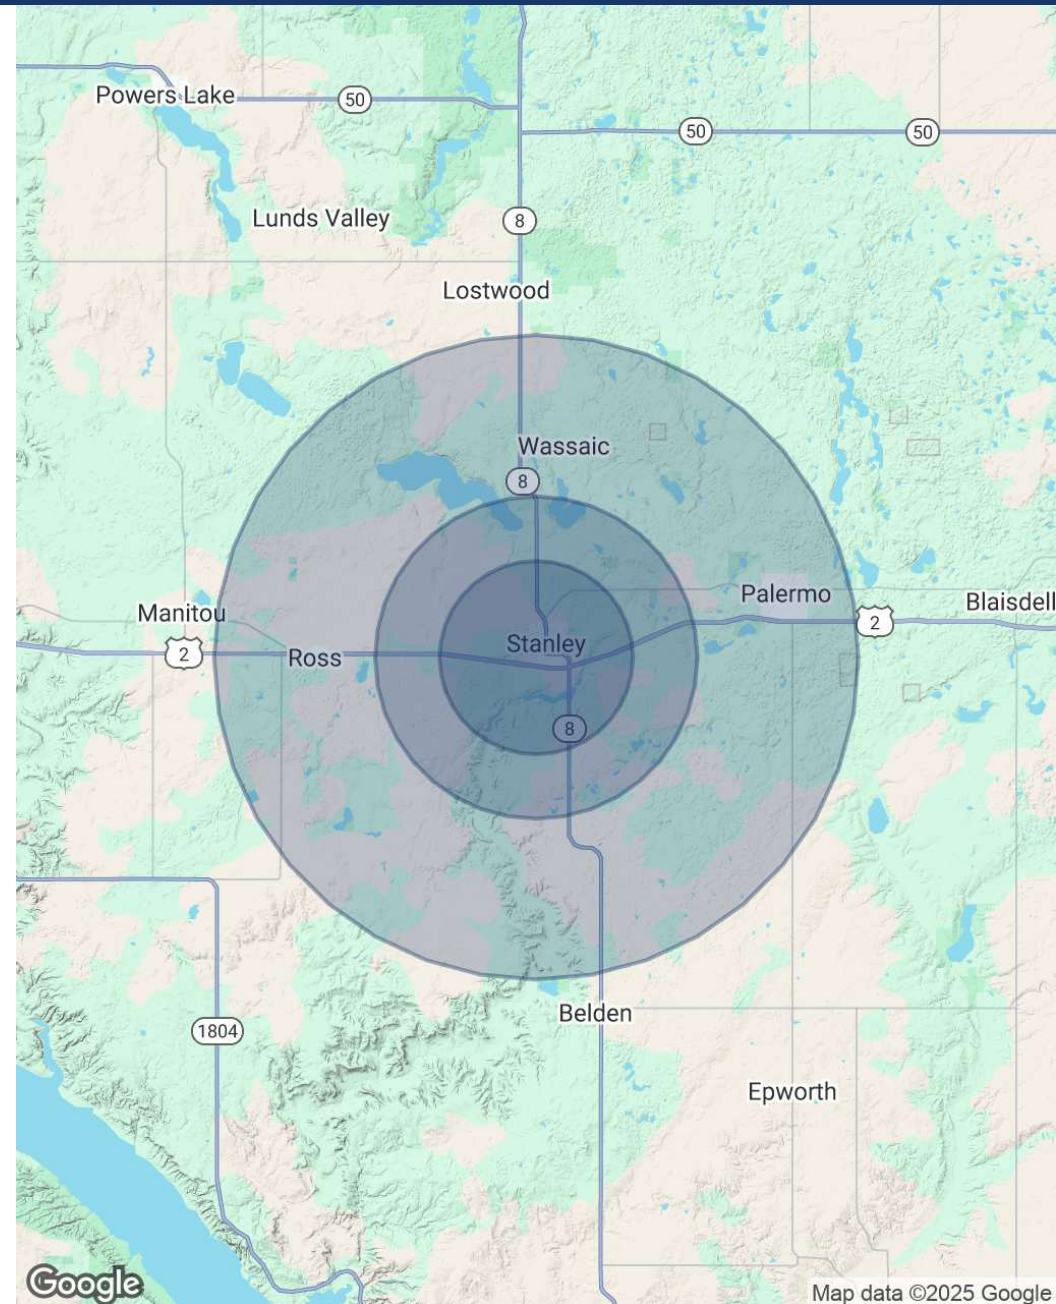 Powers Lake
50
50
50
Lunds Valley
8
Lostwood
Wassaic
8
Palermo
Blaisdell
Manitou
2
2
Stanley
Ross
8
Belden
1804
Epworth
Google
Map data ©2025 Google